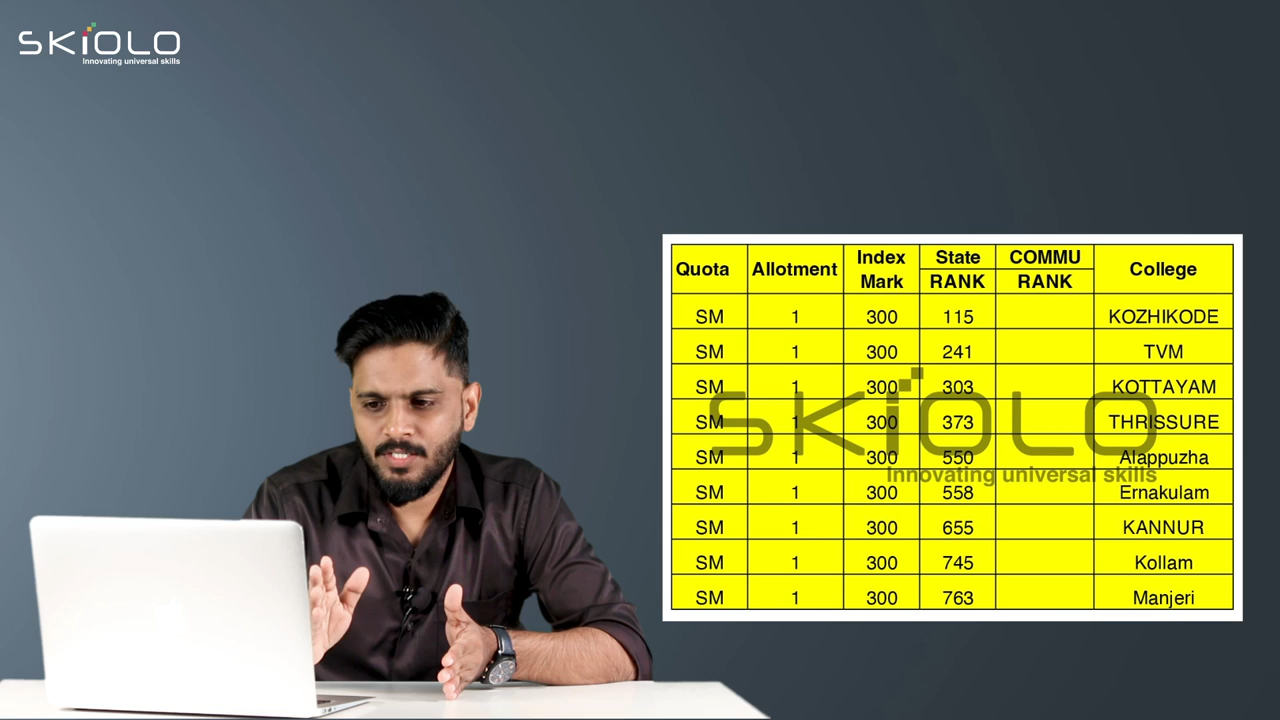 SKiOLO
Innovating universal skills
Quota Allotment Index Mark State RANK COMMU RANK College
SM 1 300 115 KOZHIKODE
SM 1 300 241 TVM
SM 1 300 303 KOTTAYAM
SM 1 300 373 THRISSURE
SKiOLO
SM 1 300 550 Alappuzha
Innovating universal skills
SM 1 300 558 Ernakulam
SM 1 300 655 KANNUR
SM 1 300 745 Kollam
SM 1 300 763 Manjeri